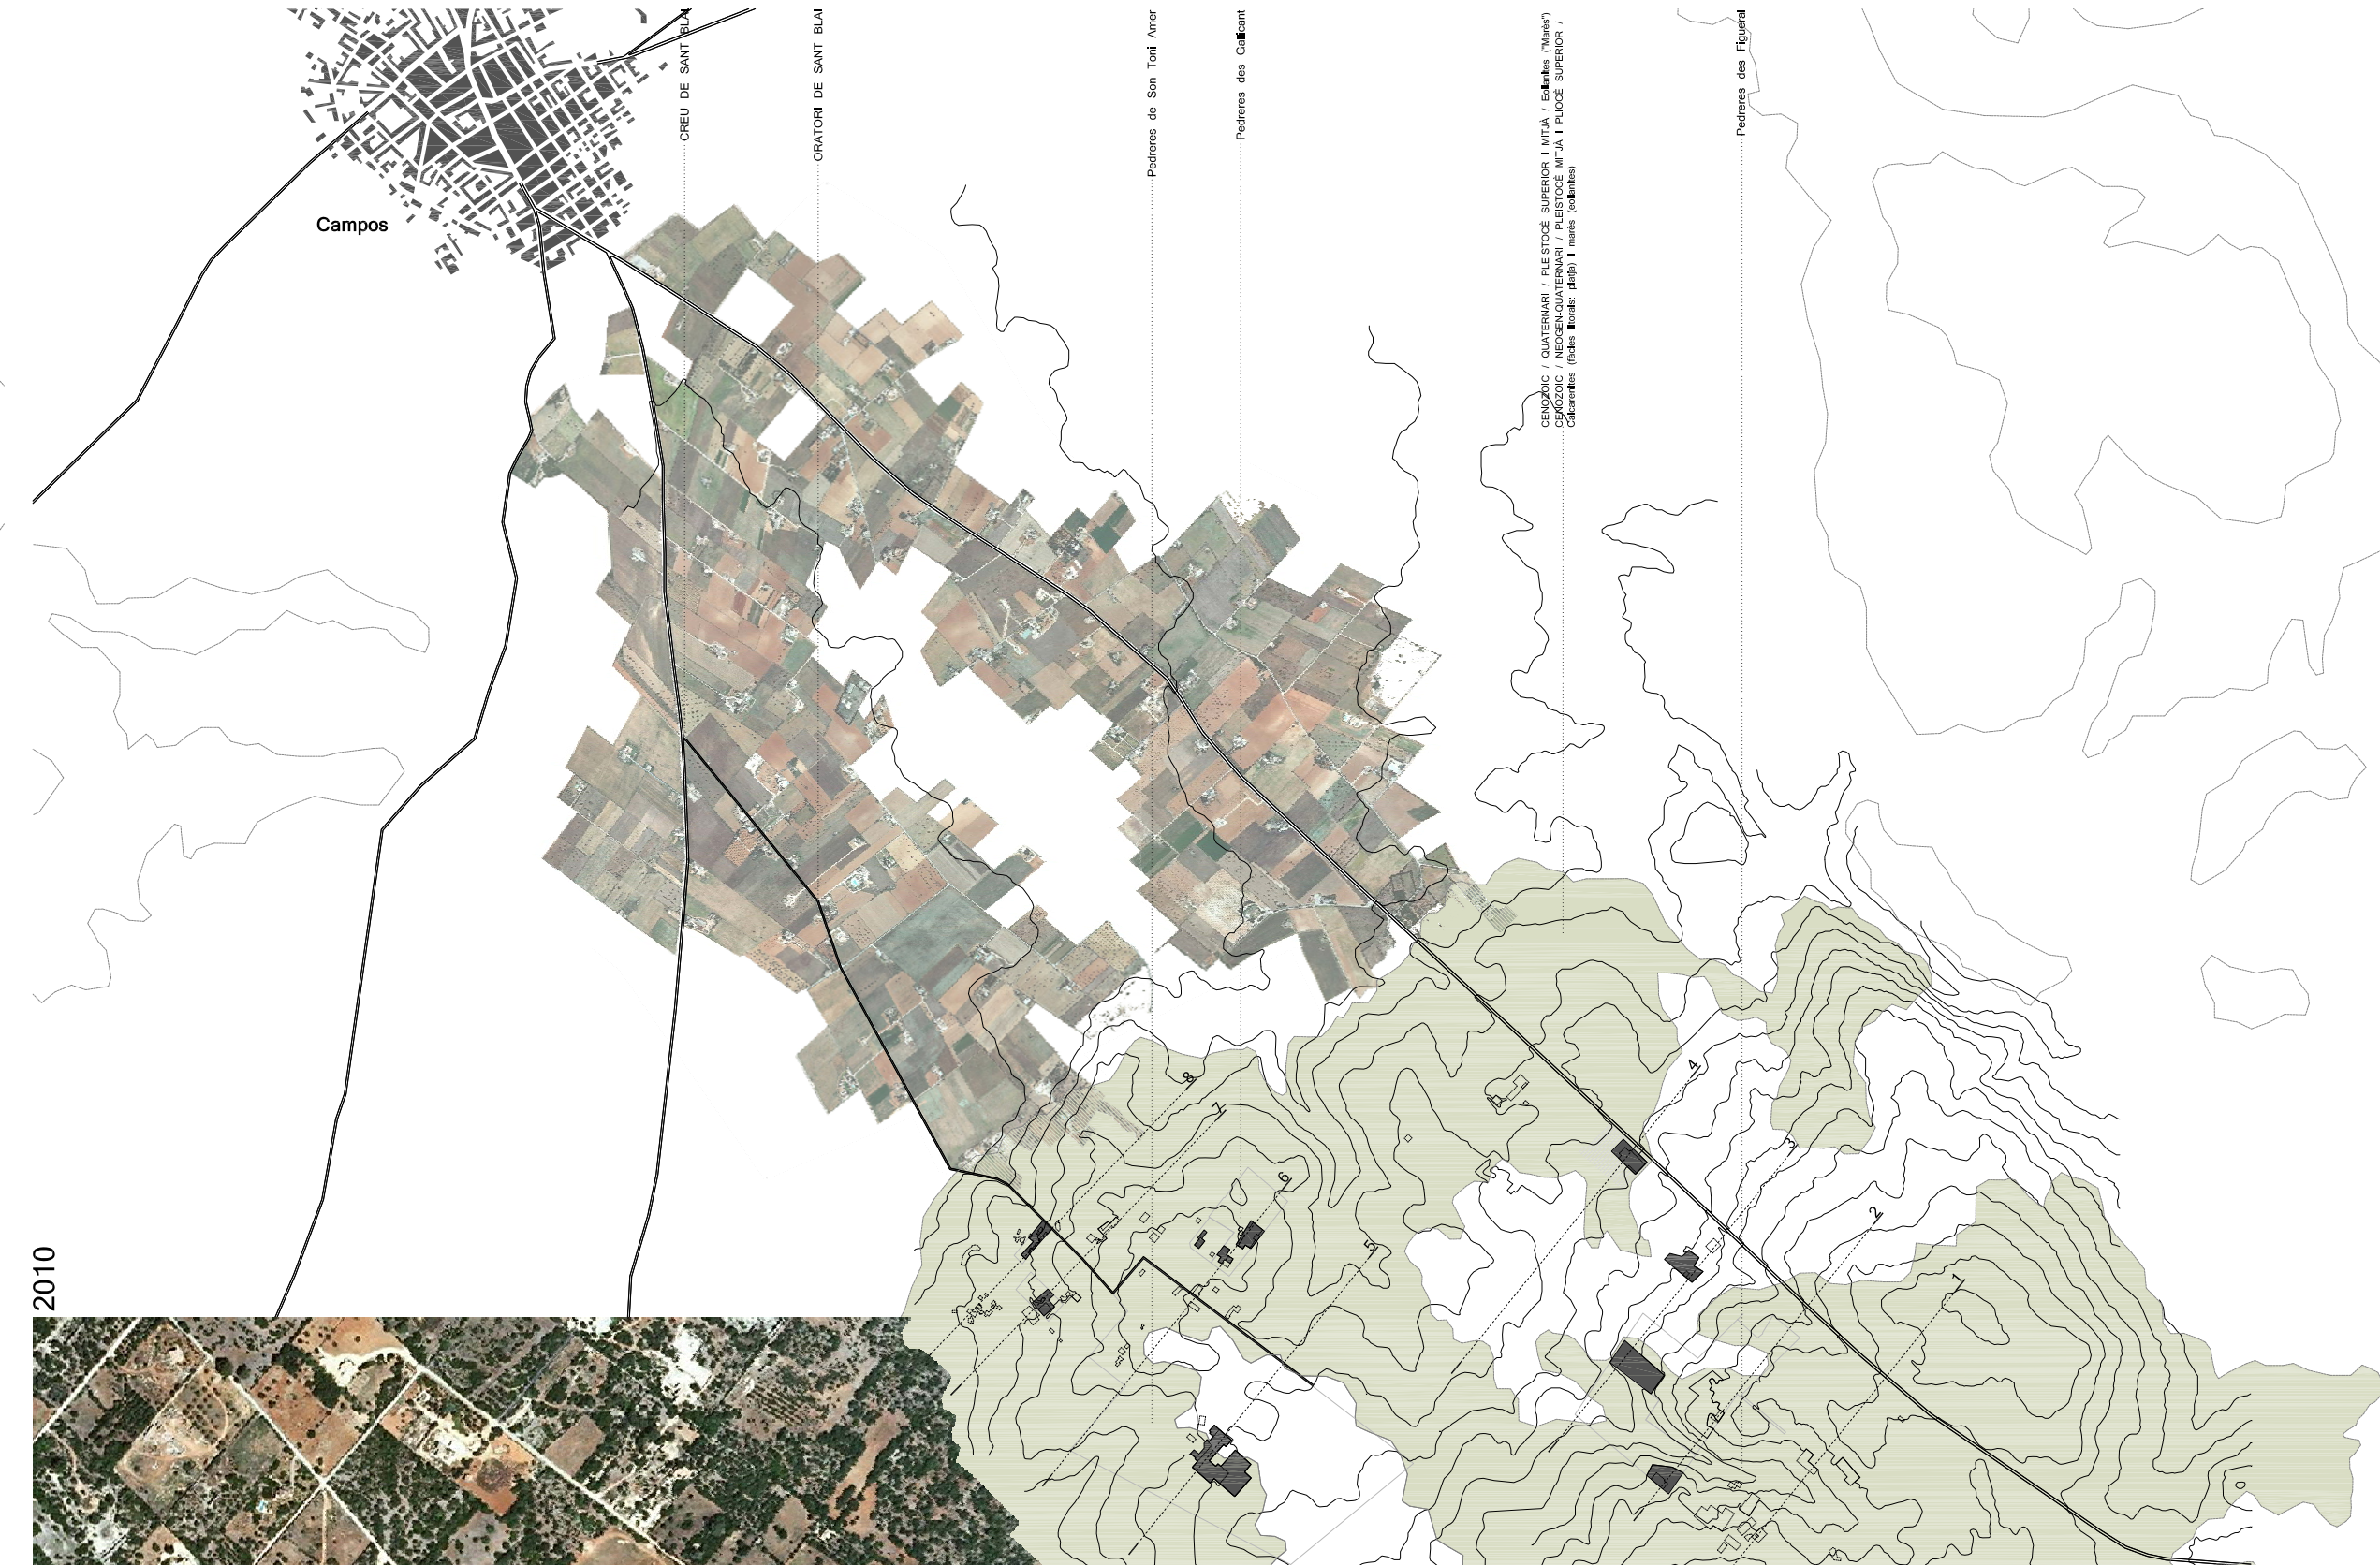 CREU DE SANT BLAI
ORATORI DE SANT BLAI
Pedreres de Son Toni Amer
Pedreres des Gallicant
CENOZOIC / QUATERNARI / PLEISTOCÈ SUPERIOR I MITJÀ / Eolianites ("Marès")
CENOZOIC / NEOGEN-QUATERNARI / PLEISTOCÈ MITJÀ I PLIOCÈ SUPERIOR /
Calcarenites (fàcies litorals: platja) i marès (eolianites)
Pedreres des Figueral
Campos
8
7
6
5
4
3
2
1
2010